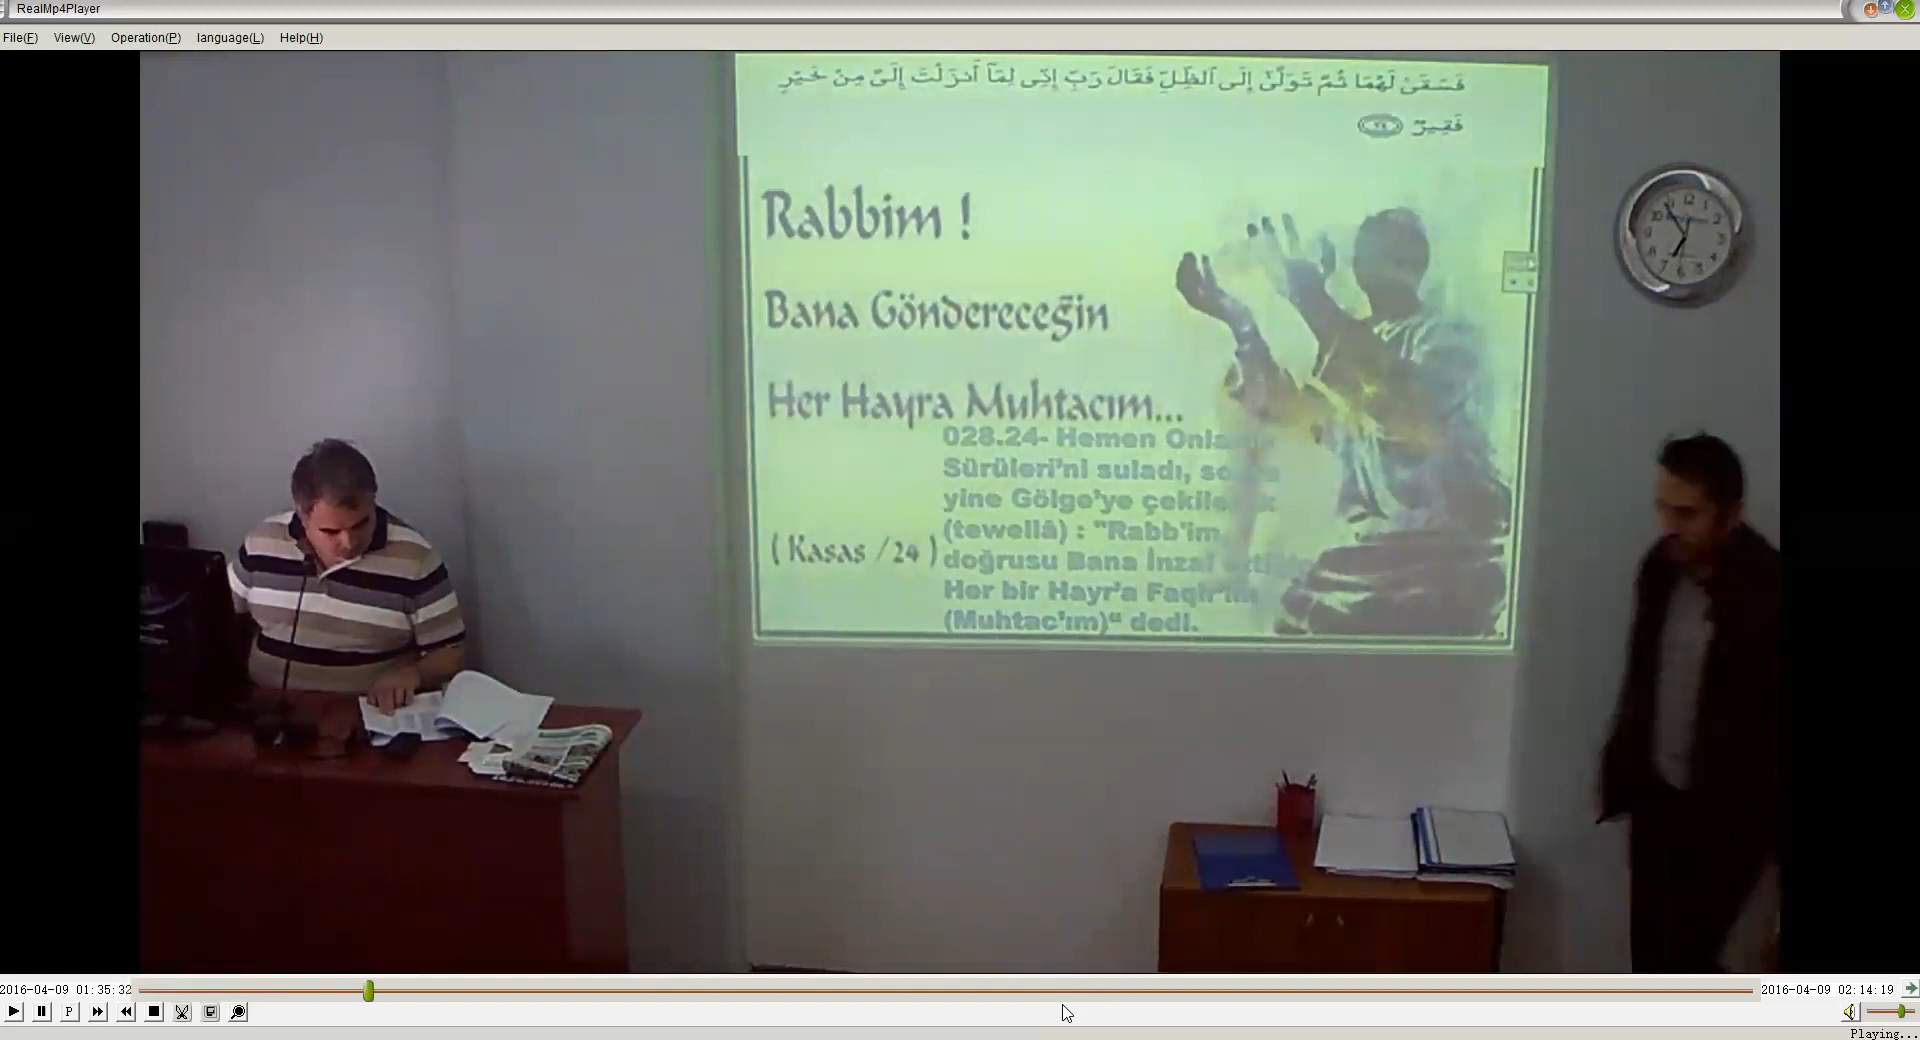 RealMp4Player
File(F) View(V) Operation(P) language(L) Help(H)
فَسَقَىٰ لَهُمَا ثُمَّ تَوَلَّىٰٓ إِلَى ٱلظِّلِّ فَقَالَ رَبِّ إِنِّى لِمَآ أَنزَلْتَ إِلَىَّ مِنْ خَيْرٍ
فَقِيرٌ ٢٤
Rabbim !
Bana Göndereceğin
Her Hayra Muhtacım...
028.24- Hemen
Sürüleri'ni suladı,
yine Gölge'ye
(tewellâ) : "Rabb'im
( Kasas /24 )
doğrusu Bana İnzal
Her bir Hayr'a
(Muhtac'ım)“ dedi.
2016-04-09 01:35:32
2016-04-09 02:14:19
P
Playing...